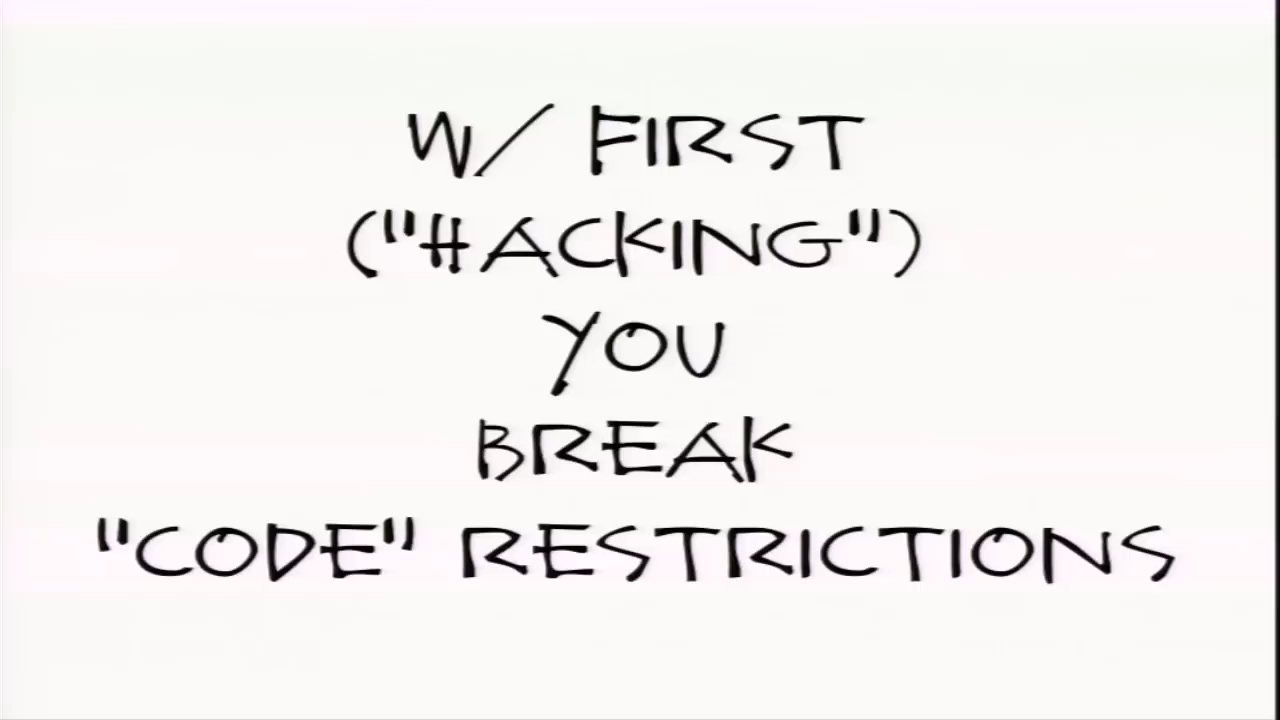 W/ FIRST
("HACKING")
YOU
BREAK
"CODE" RESTRICTIONS